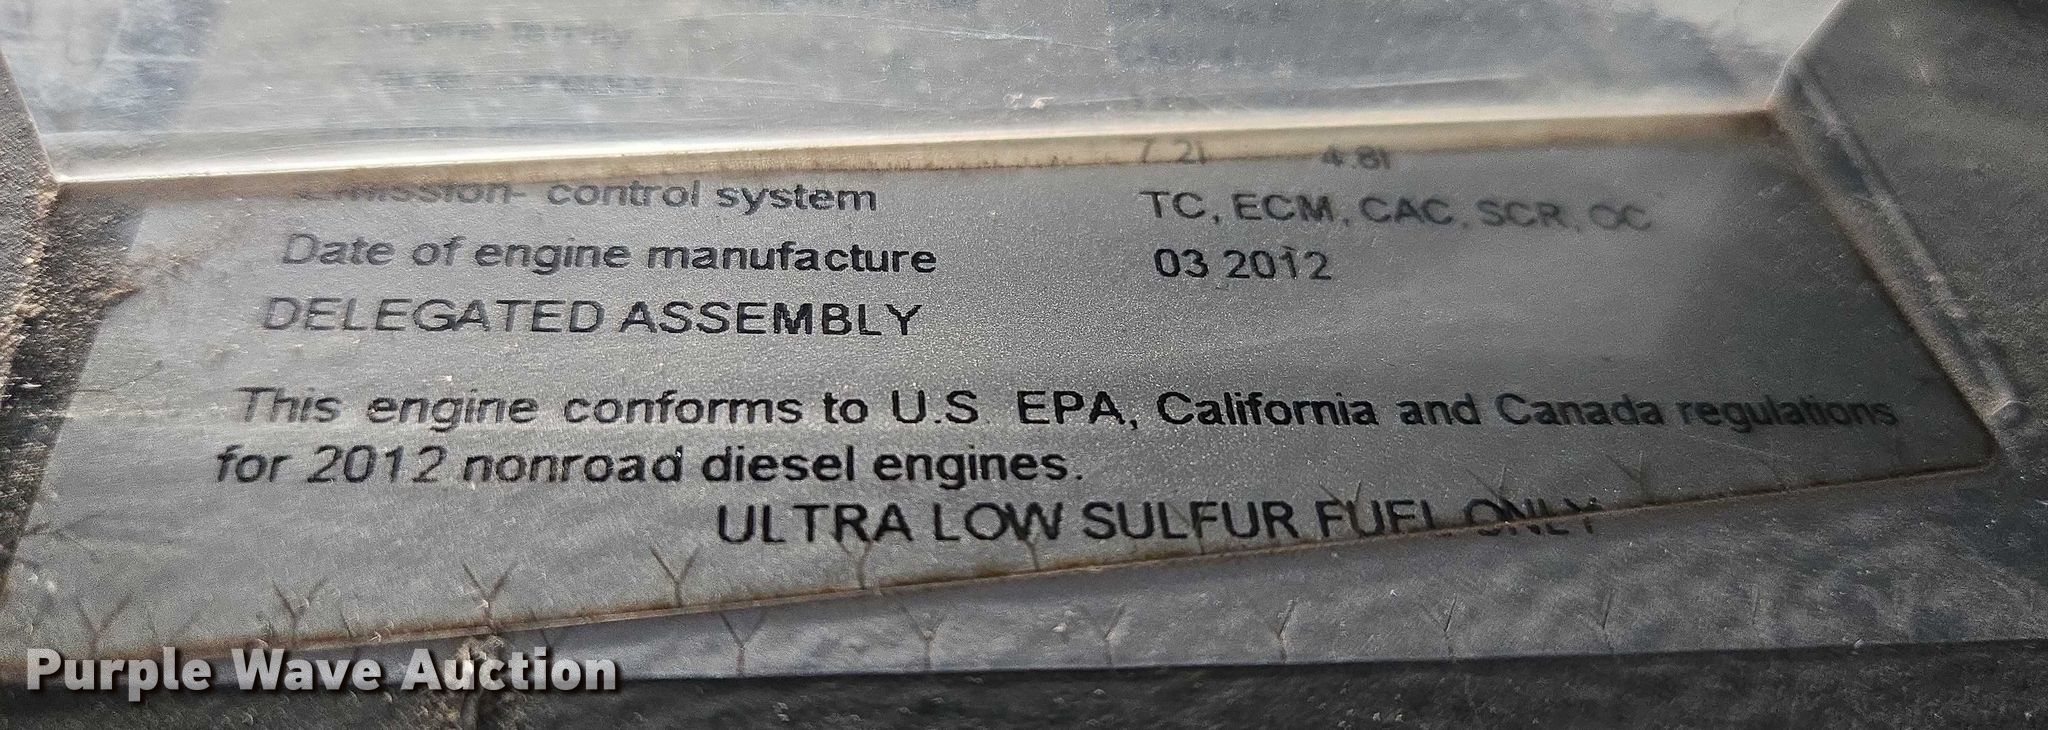 7.2l 4.8l
Emission- control system TC, ECM, CAC, SCR, OC
Date of engine manufacture 03 2012
DELEGATED ASSEMBLY
This engine conforms to U.S. EPA, California and Canada regulations
for 2012 nonroad diesel engines.
ULTRA LOW SULFUR FUEL ONLY
Purple Wave Auction